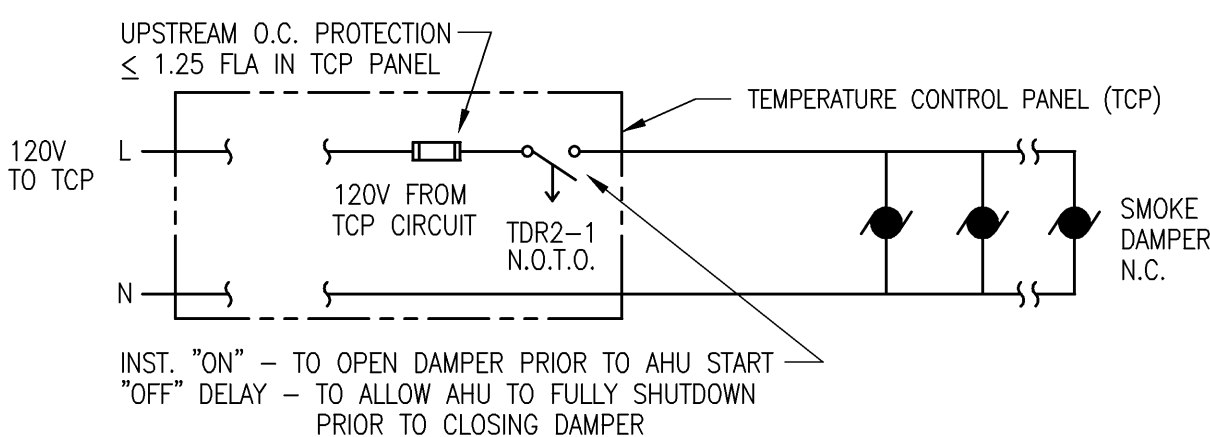 UPSTREAM O.C. PROTECTION
≤ 1.25 FLA IN TCP PANEL
TEMPERATURE CONTROL PANEL (TCP)
120V
TO TCP
L
120V FROM
TCP CIRCUIT
TDR2-1
N.O.T.O.
SMOKE
DAMPER
N.C.
N
INST. "ON" - TO OPEN DAMPER PRIOR TO AHU START
"OFF" DELAY - TO ALLOW AHU TO FULLY SHUTDOWN
PRIOR TO CLOSING DAMPER